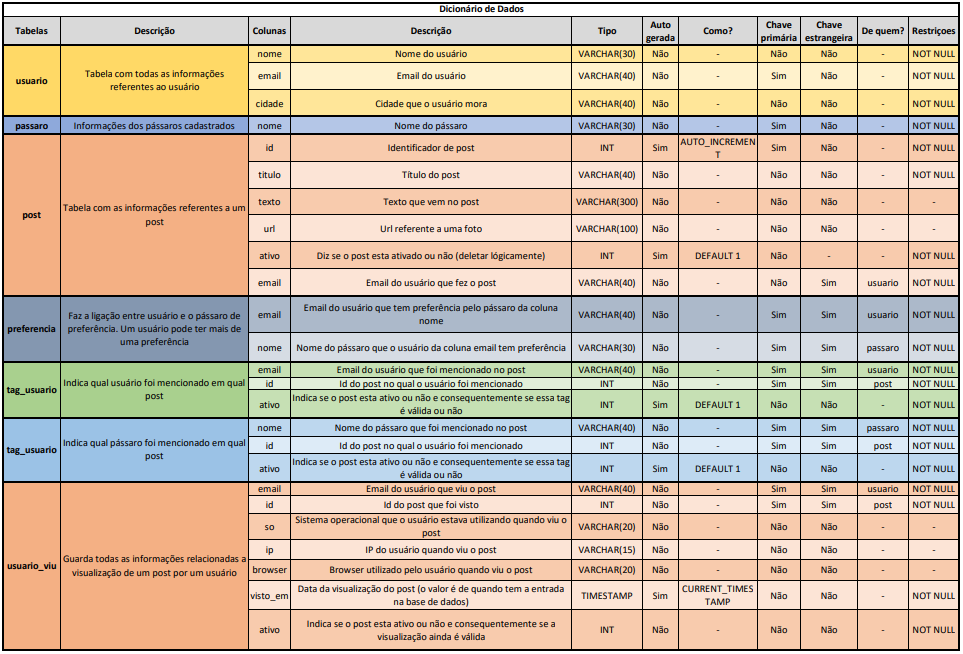 Dicionário de Dados
Tabelas Descrição Colunas Descrição Tipo Auto gerada Como? Chave primária Chave estrangeira De quem? Restriçoes
usuario Tabela com todas as informações referentes ao usuário
nome Nome do usuário VARCHAR(30) Não - Não Não - NOT NULL
email Email do usuário VARCHAR(40) Não - Sim Não - NOT NULL
cidade Cidade que o usuário mora VARCHAR(40) Não - Não Não - NOT NULL
passaro Informações dos pássaros cadastrados nome Nome do pássaro VARCHAR(30) Não - Sim Não - NOT NULL
post Tabela com as informações referentes a um post
id Identificador de post INT Sim AUTO_INCREMENT Sim Não - NOT NULL
titulo Título do post VARCHAR(40) Não - Não Não - NOT NULL
texto Texto que vem no post VARCHAR(300) Não - Não Não - -
url Url referente a uma foto VARCHAR(100) Não - Não Não - -
ativo Diz se o post esta ativado ou não (deletar lógicamente) INT Sim DEFAULT 1 Não - - NOT NULL
email Email do usuário que fez o post VARCHAR(40) Não - Não Sim usuario NOT NULL
preferencia Faz a ligação entre usuário e o pássaro de preferência. Um usuário pode ter mais de uma preferência
email Email do usuário que tem preferência pelo pássaro da coluna nome VARCHAR(40) Não - Sim Sim usuario NOT NULL
nome Nome do pássaro que o usuário da coluna email tem preferência VARCHAR(30) Não - Sim Sim passaro NOT NULL
tag_usuario Indica qual usuário foi mencionado em qual post
email Email do usuário que foi mencionado no post VARCHAR(40) Não - Sim Sim usuario NOT NULL
id Id do post no qual o usuário foi mencionado INT Não - Sim Sim post NOT NULL
ativo Indica se o post esta ativo ou não e consequentemente se essa tag é válida ou não INT Sim DEFAULT 1 Não Não - NOT NULL
tag_usuario Indica qual pássaro foi mencionado em qual post
nome Nome do pássaro que foi mencionado no post VARCHAR(40) Não - Sim Sim passaro NOT NULL
id Id do post no qual o usuário foi mencionado INT Não - Sim Sim post NOT NULL
ativo Indica se o post esta ativo ou não e consequentemente se essa tag é válida ou não INT Sim DEFAULT 1 Não Não - NOT NULL
usuario_viu Guarda todas as informações relacionadas a visualização de um post por um usuário
email Email do usuário que viu o post VARCHAR(40) Não - Sim Sim usuario NOT NULL
id Id do post que foi visto INT Não - Sim Sim post NOT NULL
so Sistema operacional que o usuário estava utilizando quando viu o post VARCHAR(20) Não - Não Não - -
ip IP do usuário quando viu o post VARCHAR(15) Não - Não Não - -
browser Browser utilizado pelo usuário quando viu o post VARCHAR(20) Não - Não Não - -
visto_em Data da visualização do post (o valor é de quando tem a entrada na base de dados) TIMESTAMP Sim CURRENT_TIMESTAMP Não Não - NOT NULL
ativo Indica se o post esta ativo ou não e consequentemente se a visualização ainda é válida INT Não - Não Não - NOT NULL